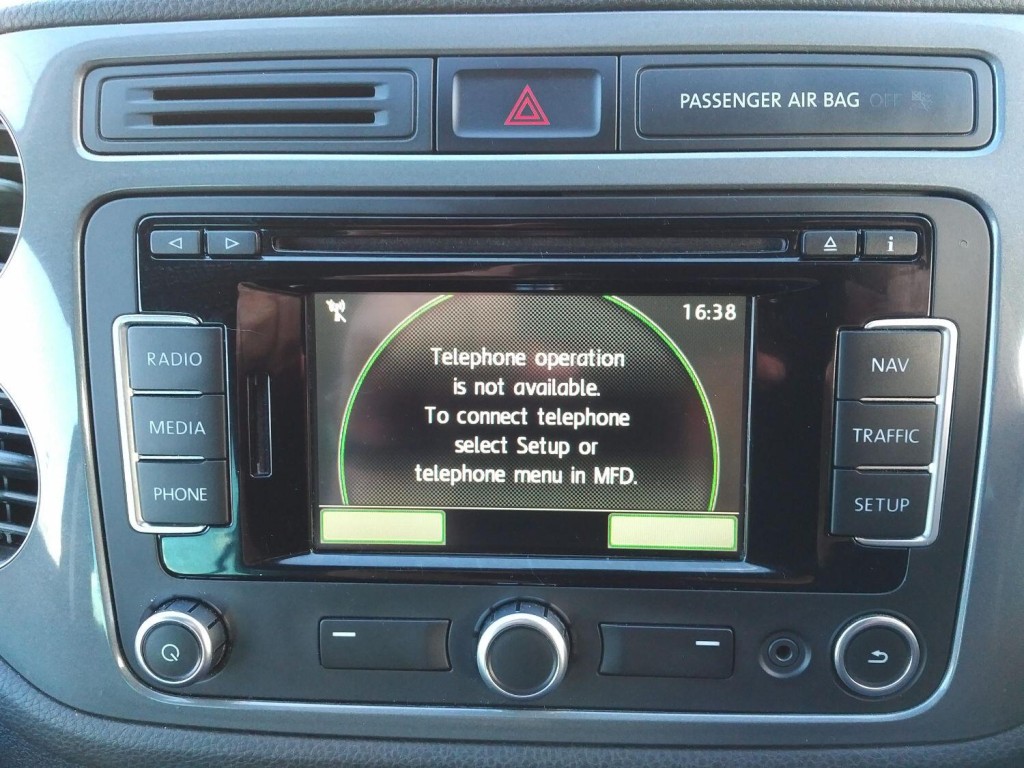 PASSENGER AIR BAG OFF
i
16:38
RADIO
MEDIA
PHONE
Telephone operation
is not available.
To connect telephone
select Setup or
telephone menu in MFD.
NAV
TRAFFIC
SETUP